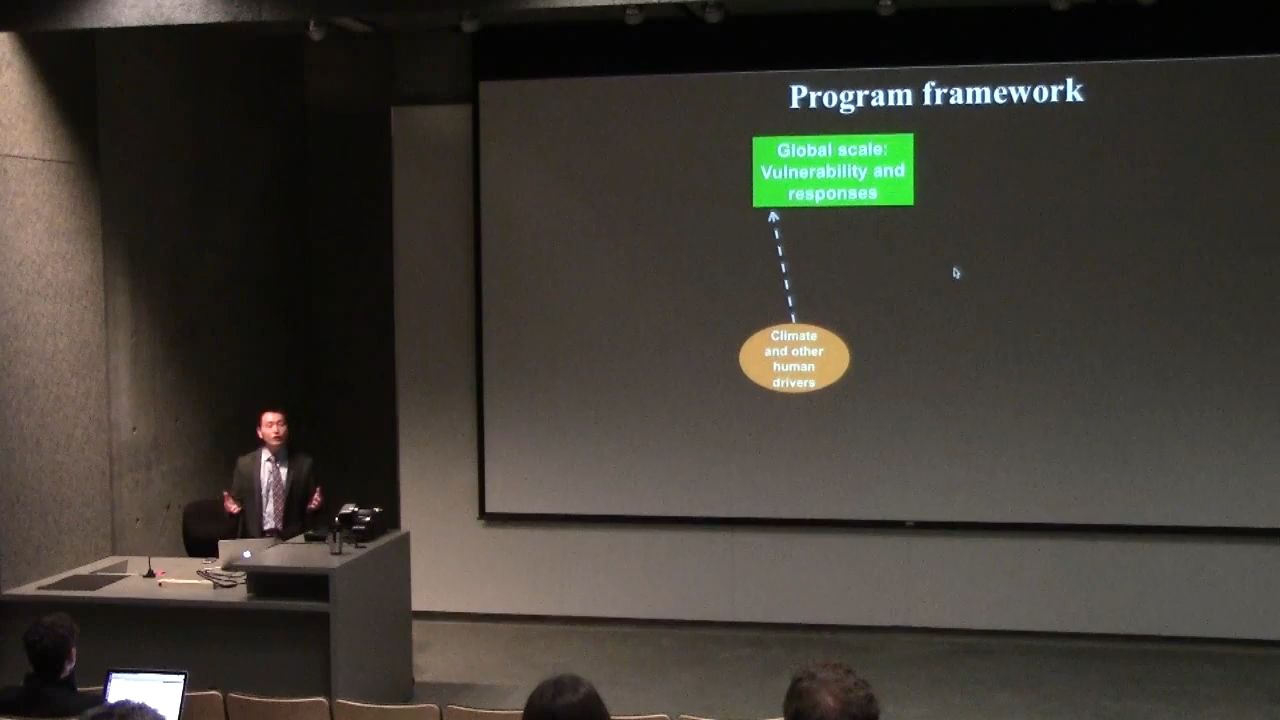 Program framework
Global scale:
Vulnerability and
responses
Climate
and other
human
drivers